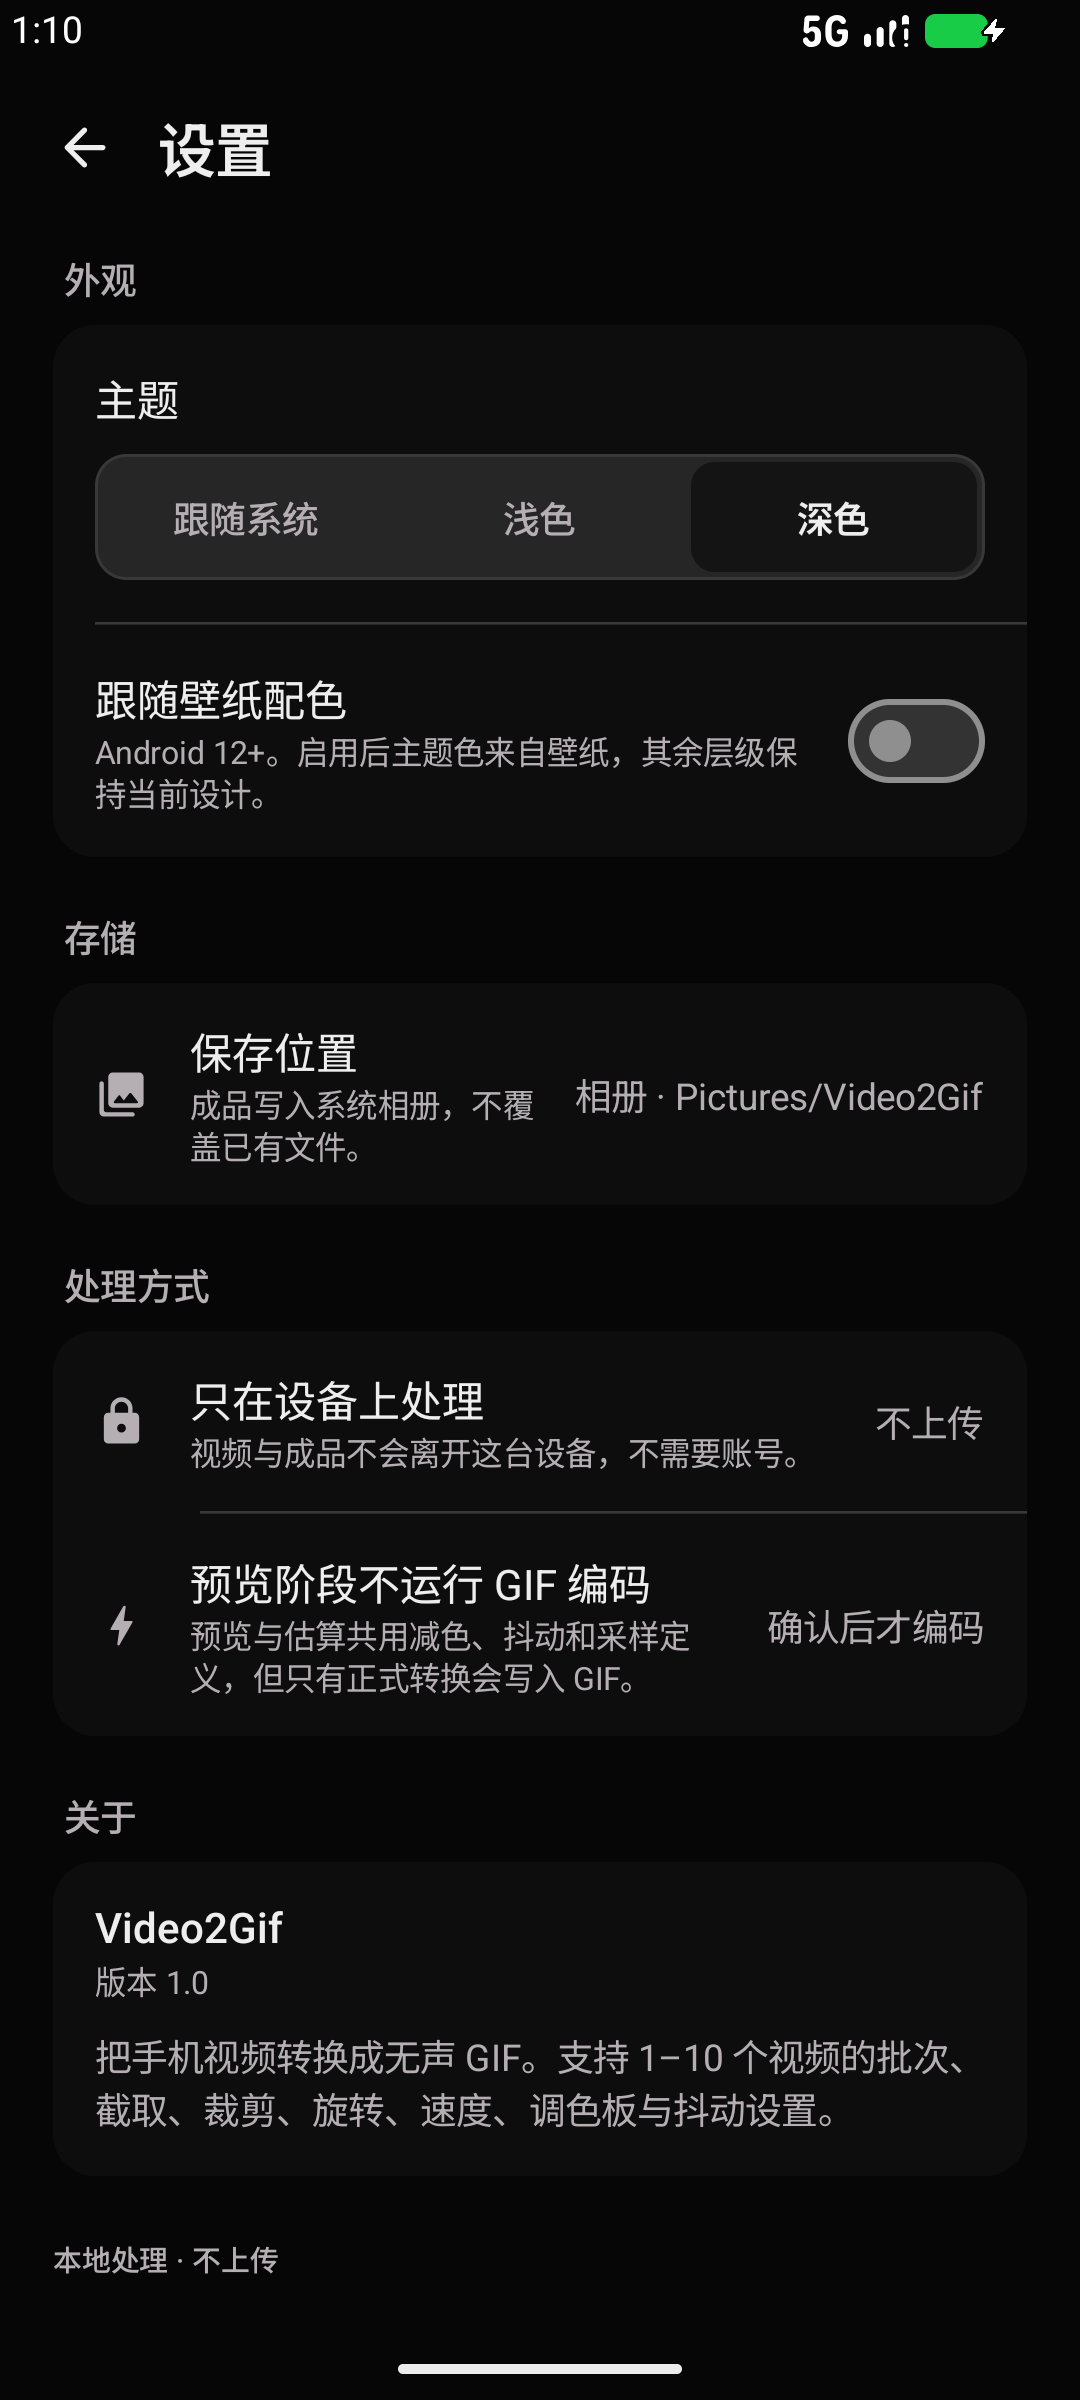 1:10
5G
设置
外观
主题
跟随系统
浅色
深色
跟随壁纸配色
Android 12+。启用后主题色来自壁纸，其余层级保
持当前设计。
存储
保存位置
成品写入系统相册，不覆
盖已有文件。
相册 · Pictures/Video2Gif
处理方式
只在设备上处理
视频与成品不会离开这台设备，不需要账号。
不上传
预览阶段不运行 GIF 编码
预览与估算共用减色、抖动和采样定
义，但只有正式转换会写入 GIF。
确认后才编码
关于
Video2Gif
版本 1.0
把手机视频转换成无声 GIF。支持 1–10 个视频的批次、
截取、裁剪、旋转、速度、调色板与抖动设置。
本地处理 · 不上传